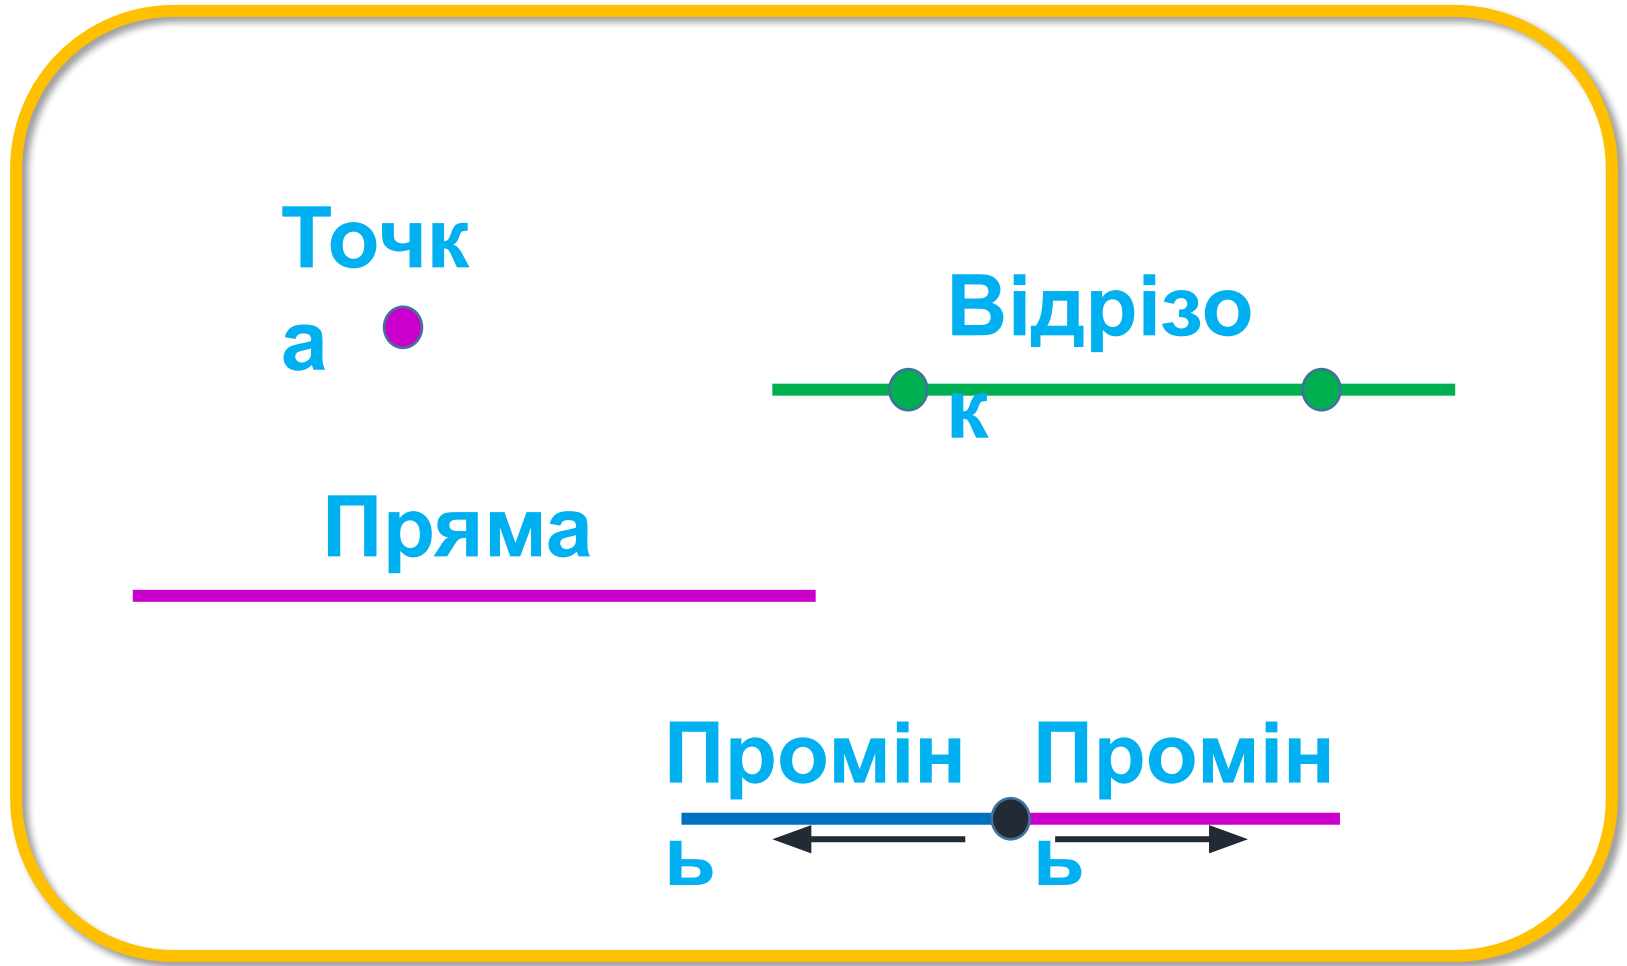 Точк
а
Відрізо
к
Пряма
Промін
ь
Промін
ь